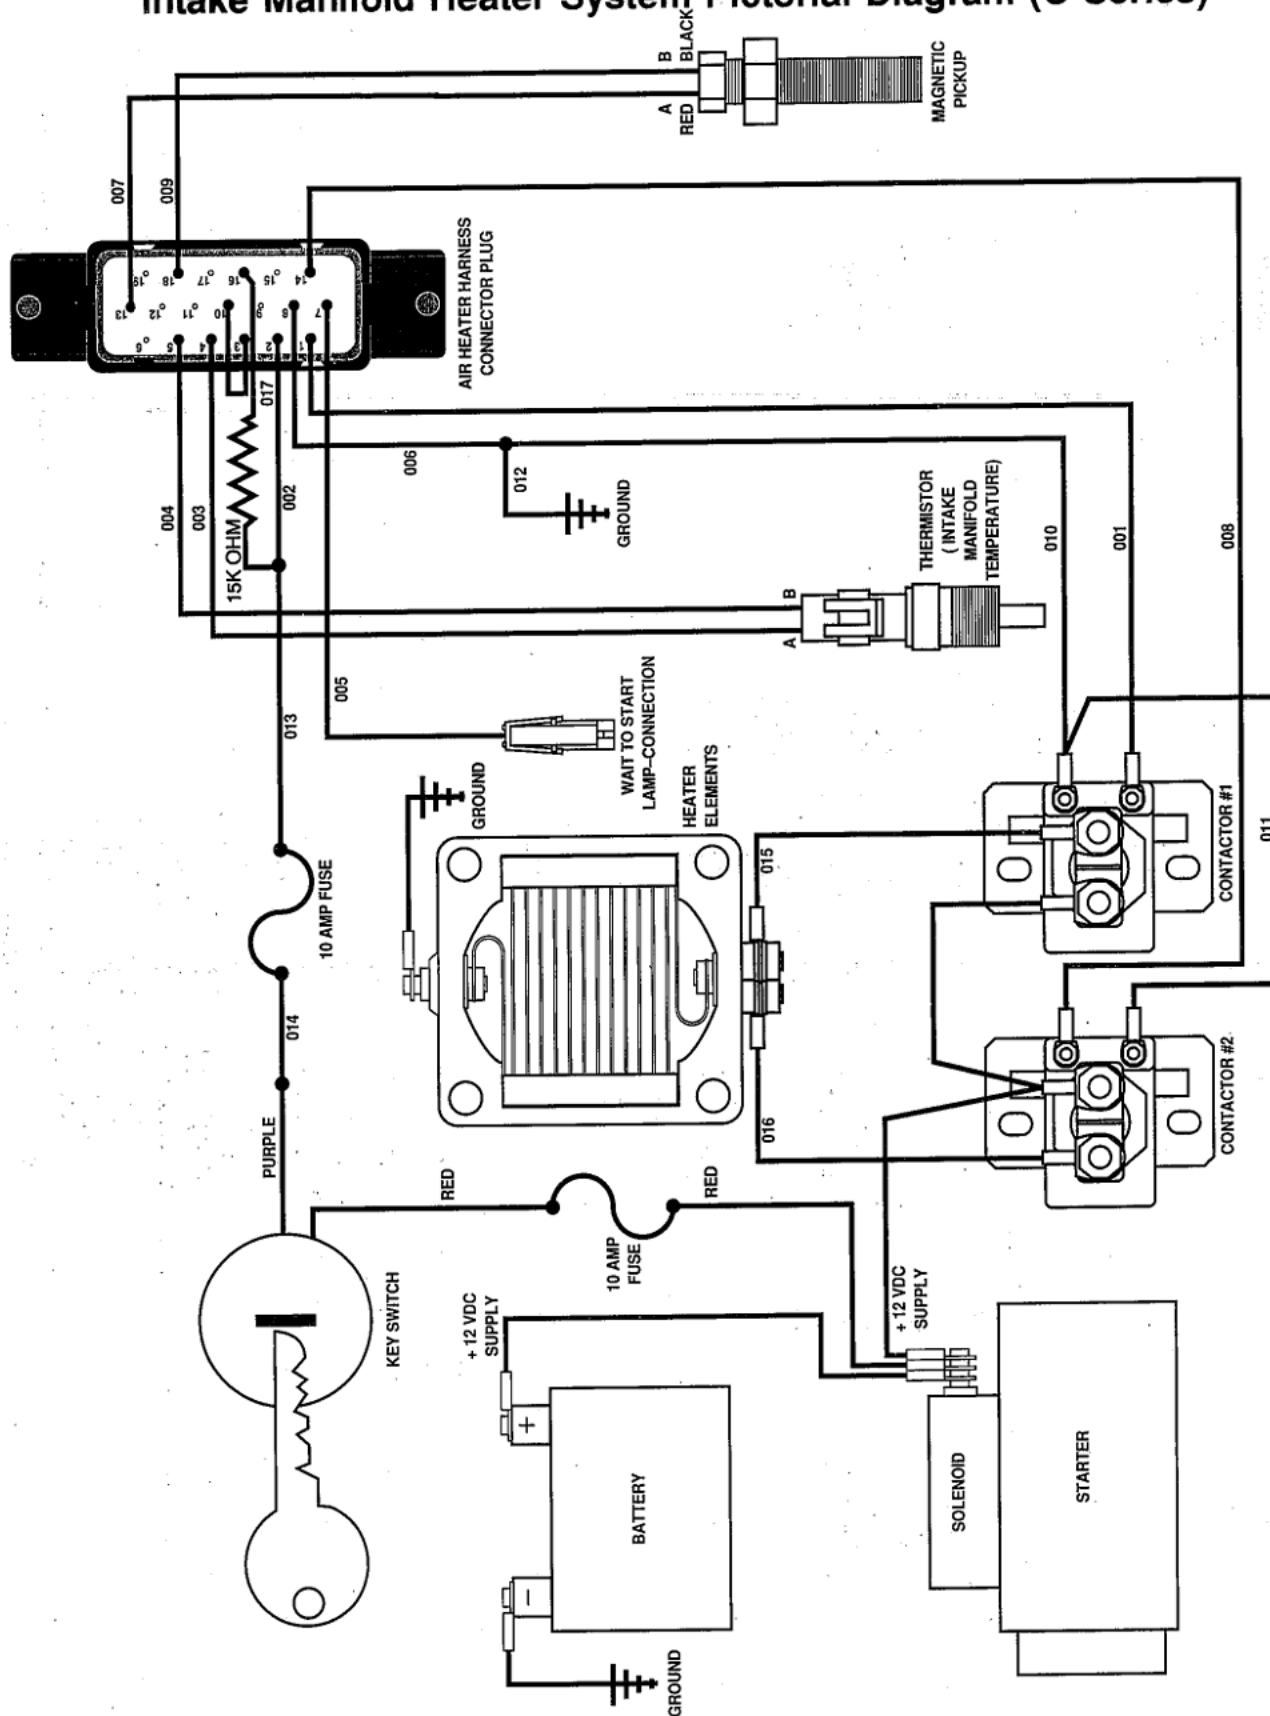 Intake Manifold Heater System Pictorial Diagram (C Series)
B
BLACK
A
RED
MAGNETIC
PICKUP
007
009
19
18
17
16
15
14
13
12
11
10
9
8
7
6
5
4
3
2
1
AIR HEATER HARNESS
CONNECTOR PLUG
017
004
003
15K OHM
002
006
012
GROUND
THERMISTOR
( INTAKE
MANIFOLD
TEMPERATURE)
010
001
008
B
A
013
005
WAIT TO START
LAMP–CONNECTION
GROUND
HEATER
ELEMENTS
015
CONTACTOR #1
011
10 AMP FUSE
014
PURPLE
016
CONTACTOR #2
RED
RED
10 AMP
FUSE
KEY SWITCH
+ 12 VDC
SUPPLY
+ 12 VDC
SUPPLY
+
–
BATTERY
SOLENOID
STARTER
GROUND